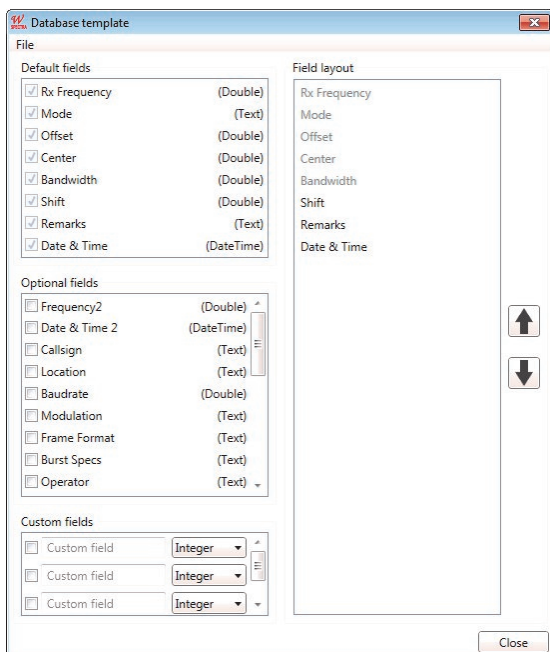 W SPECTRA Database template
File
Default fields
Rx Frequency (Double)
Mode (Text)
Offset (Double)
Center (Double)
Bandwidth (Double)
Shift (Double)
Remarks (Text)
Date & Time (DateTime)
Optional fields
Frequency2 (Double)
Date & Time 2 (DateTime)
Callsign (Text)
Location (Text)
Baudrate (Double)
Modulation (Text)
Frame Format (Text)
Burst Specs (Text)
Operator (Text)
Custom fields
Custom field Integer
Custom field Integer
Custom field Integer
Field layout
Rx Frequency
Mode
Offset
Center
Bandwidth
Shift
Remarks
Date & Time
Close